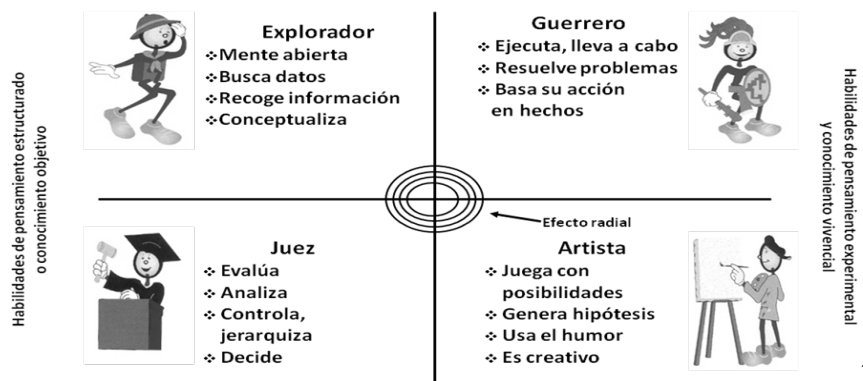 Habilidades de pensamiento estructurado
o conocimiento objetivo
Explorador
❖Mente abierta
❖Busca datos
❖Recoge información
❖Conceptualiza
Guerrero
❖ Ejecuta, lleva a cabo
❖ Resuelve problemas
❖ Basa su acción
en hechos
Efecto radial
Juez
❖ Evalúa
❖ Analiza
❖ Controla,
jerarquiza
❖ Decide
Artista
❖ Juega con
posibilidades
❖ Genera hipótesis
❖ Usa el humor
❖ Es creativo
Habilidades de pensamiento experimental
y conocimiento vivencial